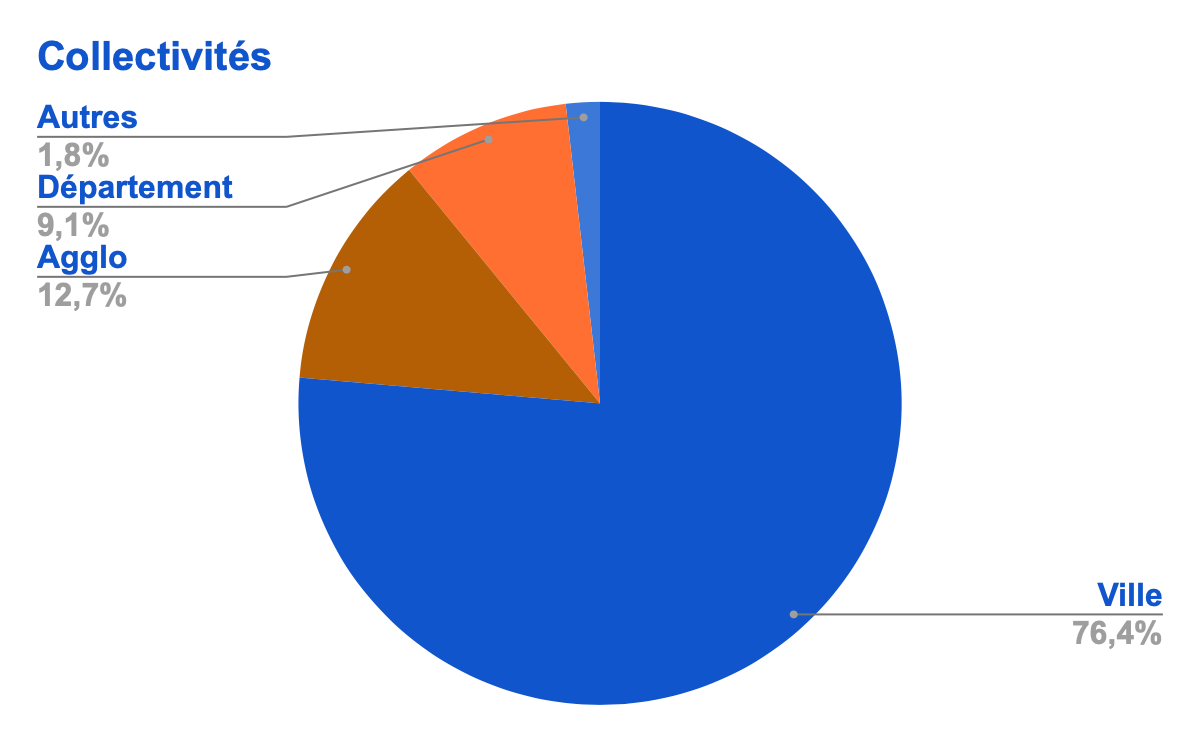 Collectivités
Autres
1,8%
Département
9,1%
Agglo
12,7%
Ville
76,4%